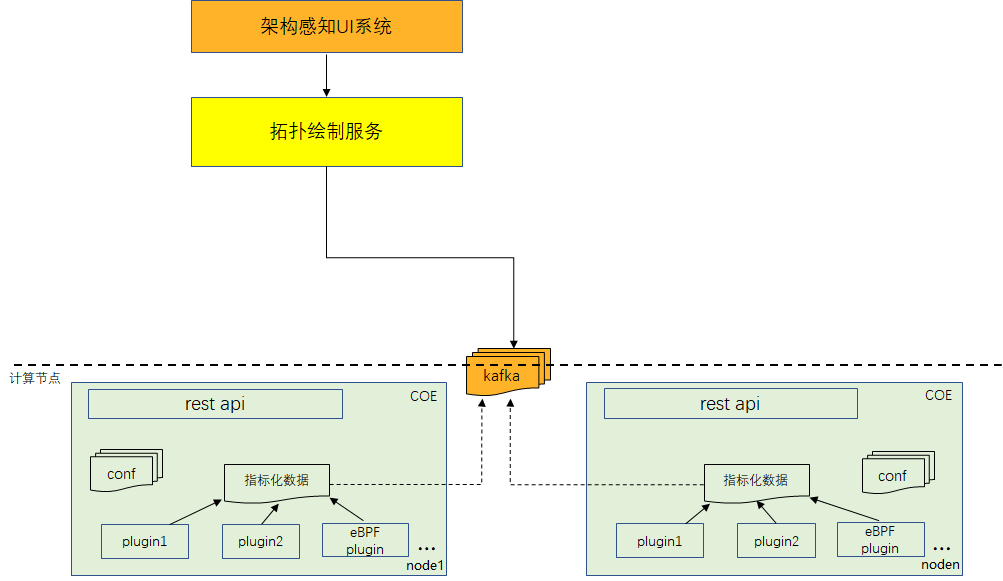 架构感知UI系统
拓扑绘制服务
kafka
计算节点
COE
rest api
conf
指标化数据
plugin1
plugin2
eBPF
plugin
...
node1
COE
rest api
指标化数据
conf
plugin1
plugin2
eBPF
plugin
...
noden